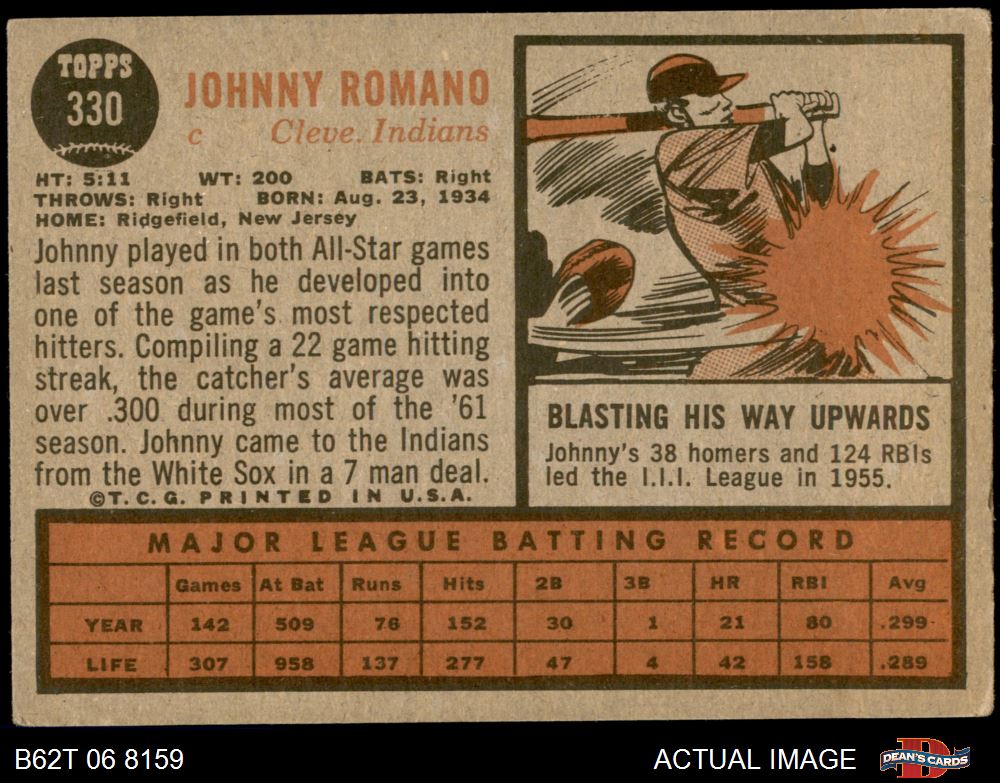 TOPPS
330
JOHNNY ROMANO
c Cleve. Indians
HT: 5:11 WT: 200 BATS: Right
THROWS: Right BORN: Aug. 23, 1934
HOME: Ridgefield, New Jersey
Johnny played in both All-Star games
last season as he developed into
one of the game's most respected
hitters. Compiling a 22 game hitting
streak, the catcher's average was
over .300 during most of the '61
season. Johnny came to the Indians
from the White Sox in a 7 man deal.
©T.C.G. PRINTED IN U.S.A.
BLASTING HIS WAY UPWARDS
Johnny's 38 homers and 124 RBIs
led the I.I.I. League in 1955.
MAJOR LEAGUE BATTING RECORD
Games At Bat Runs Hits 2B 3B HR RBI Avg
YEAR 142 509 76 152 30 1 21 80 .299
LIFE 307 958 137 277 47 4 42 158 .289
B62T 06 8159 ACTUAL IMAGE D DEAN'S CARDS